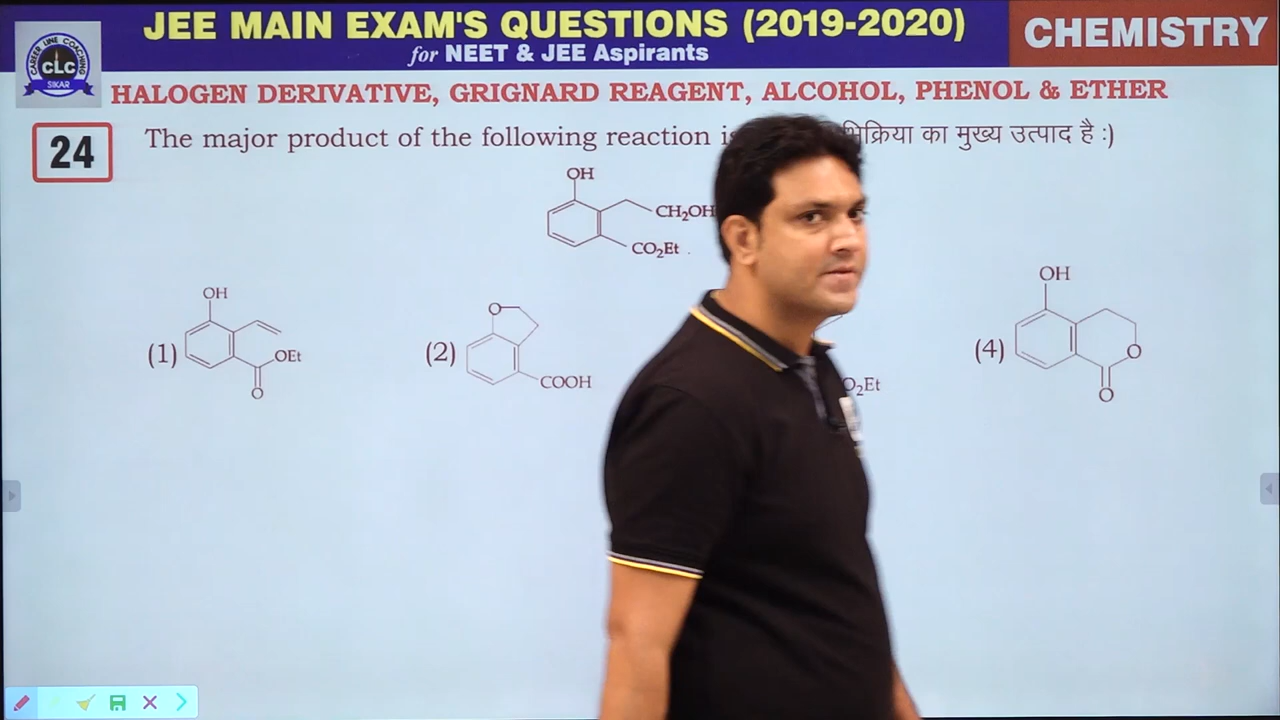 JEE MAIN EXAM'S QUESTIONS (2019-2020)
for NEET & JEE Aspirants
CHEMISTRY
CAREER LINE COACHING
CLC
SIKAR
HALOGEN DERIVATIVE, GRIGNARD REAGENT, ALCOHOL, PHENOL & ETHER
24
The major product of the following reaction का मुख्य उत्पाद है :)
OH
CH₂OH
CO₂Et
(1)
OH
OEt
O
(2)
O
COOH
O₂Et
(4)
OH
O
O